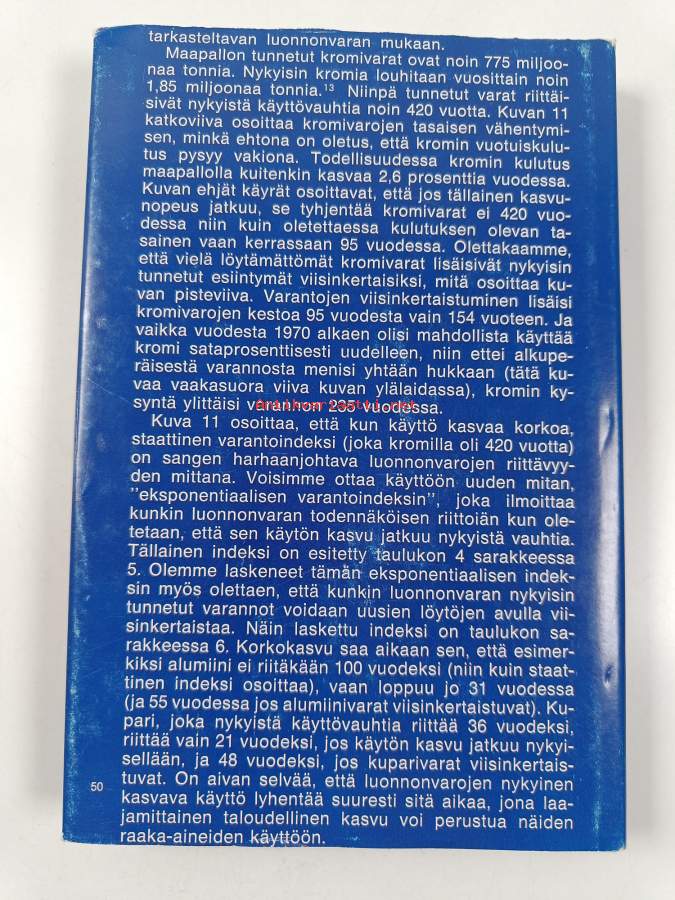 tarkasteltavan luonnonvaran mukaan.
Maapallon tunnetut kromivarat ovat noin 775 miljoo-
naa tonnia. Nykyisin kromia louhitaan vuosittain noin
1,85 miljoonaa tonnia.¹³ Niinpä tunnetut varat riittäi-
sivät nykyistä käyttövauhtia noin 420 vuotta. Kuvan 11
katkoviiva osoittaa kromivarojen tasaisen vähentymi-
sen, minkä ehtona on oletus, että kromin vuotuiskulu-
tus pysyy vakiona. Todellisuudessa kromin kulutus
maapallolla kuitenkin kasvaa 2,6 prosenttia vuodessa.
Kuvan ehjät käyrät osoittavat, että jos tällainen kasvu-
nopeus jatkuu, se tyhjentää kromivarat ei 420 vuo-
dessa niin kuin oletettaessa kulutuksen olevan ta-
sainen vaan kerrassaan 95 vuodessa. Olettakaamme,
että vielä löytämättömät kromivarat lisäisivät nykyisin
tunnetut esiintymät viisinkertaisiksi, mitä osoittaa ku-
van pisteviiva. Varantojen viisinkertaistuminen lisäisi
kromivarojen kestoa 95 vuodesta vain 154 vuoteen. Ja
vaikka vuodesta 1970 alkaen olisi mahdollista käyttää
kromi sataprosenttisesti uudelleen, niin ettei alkupe-
räisestä varannosta menisi yhtään hukkaan (tätä ku-
vaa vaakasuora viiva kuvan ylälaidassa), kromin ky-
syntä ylittäisi varannon 235 vuodessa.
antikvariaatti.net
Kuva 11 osoittaa, että kun käyttö kasvaa korkoa,
staattinen varantoindeksi (joka kromilla oli 420 vuotta)
on sangen harhaanjohtava luonnonvarojen riittävyy-
den mittana. Voisimme ottaa käyttöön uuden mitan,
"eksponentiaalisen varantoindeksin", joka ilmoittaa
kunkin luonnonvaran todennäköisen riittoiän kun ole-
tetaan, että sen käytön kasvu jatkuu nykyistä vauhtia.
Tällainen indeksi on esitetty taulukon 4 sarakkeessa
5. Olemme laskeneet tämän eksponentiaalisen indek-
sin myös olettaen, että kunkin luonnonvaran nykyisin
tunnetut varannot voidaan uusien löytöjen avulla vii-
sinkertaistaa. Näin laskettu indeksi on taulukon sa-
rakkeessa 6. Korkokasvu saa aikaan sen, että esimer-
kiksi alumiini ei riitäkään 100 vuodeksi (niin kuin staat-
tinen indeksi osoittaa), vaan loppuu jo 31 vuodessa
(ja 55 vuodessa jos alumiinivarat viisinkertaistuvat). Ku-
pari, joka nykyistä käyttövauhtia riittää 36 vuodeksi,
riittää vain 21 vuodeksi, jos käytön kasvu jatkuu nykyi-
sellään, ja 48 vuodeksi, jos kuparivarat viisinkertais-
tuvat. On aivan selvää, että luonnonvarojen nykyinen
kasvava käyttö lyhentää suuresti sitä aikaa, jona laa-
jamittainen taloudellinen kasvu voi perustua näiden
raaka-aineiden käyttöön.
50